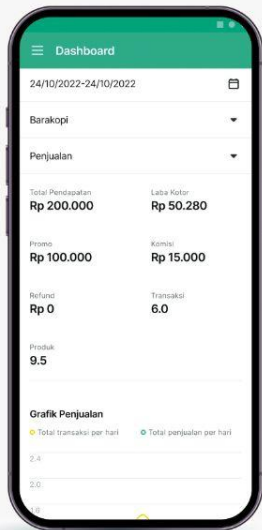 Dashboard
24/10/2022-24/10/2022
Barakopi
Penjualan
Total Pendapatan
Laba Kotor
Rp 200.000
Rp 50.280
Promo
Komisi
Rp 100.000
Rp 15.000
Refund
Transaksi
Rp 0
6.0
Produk
9.5
Grafik Penjualan
Total transaksi per hari
Total penjualan per hari
2.4
2.0
1.6